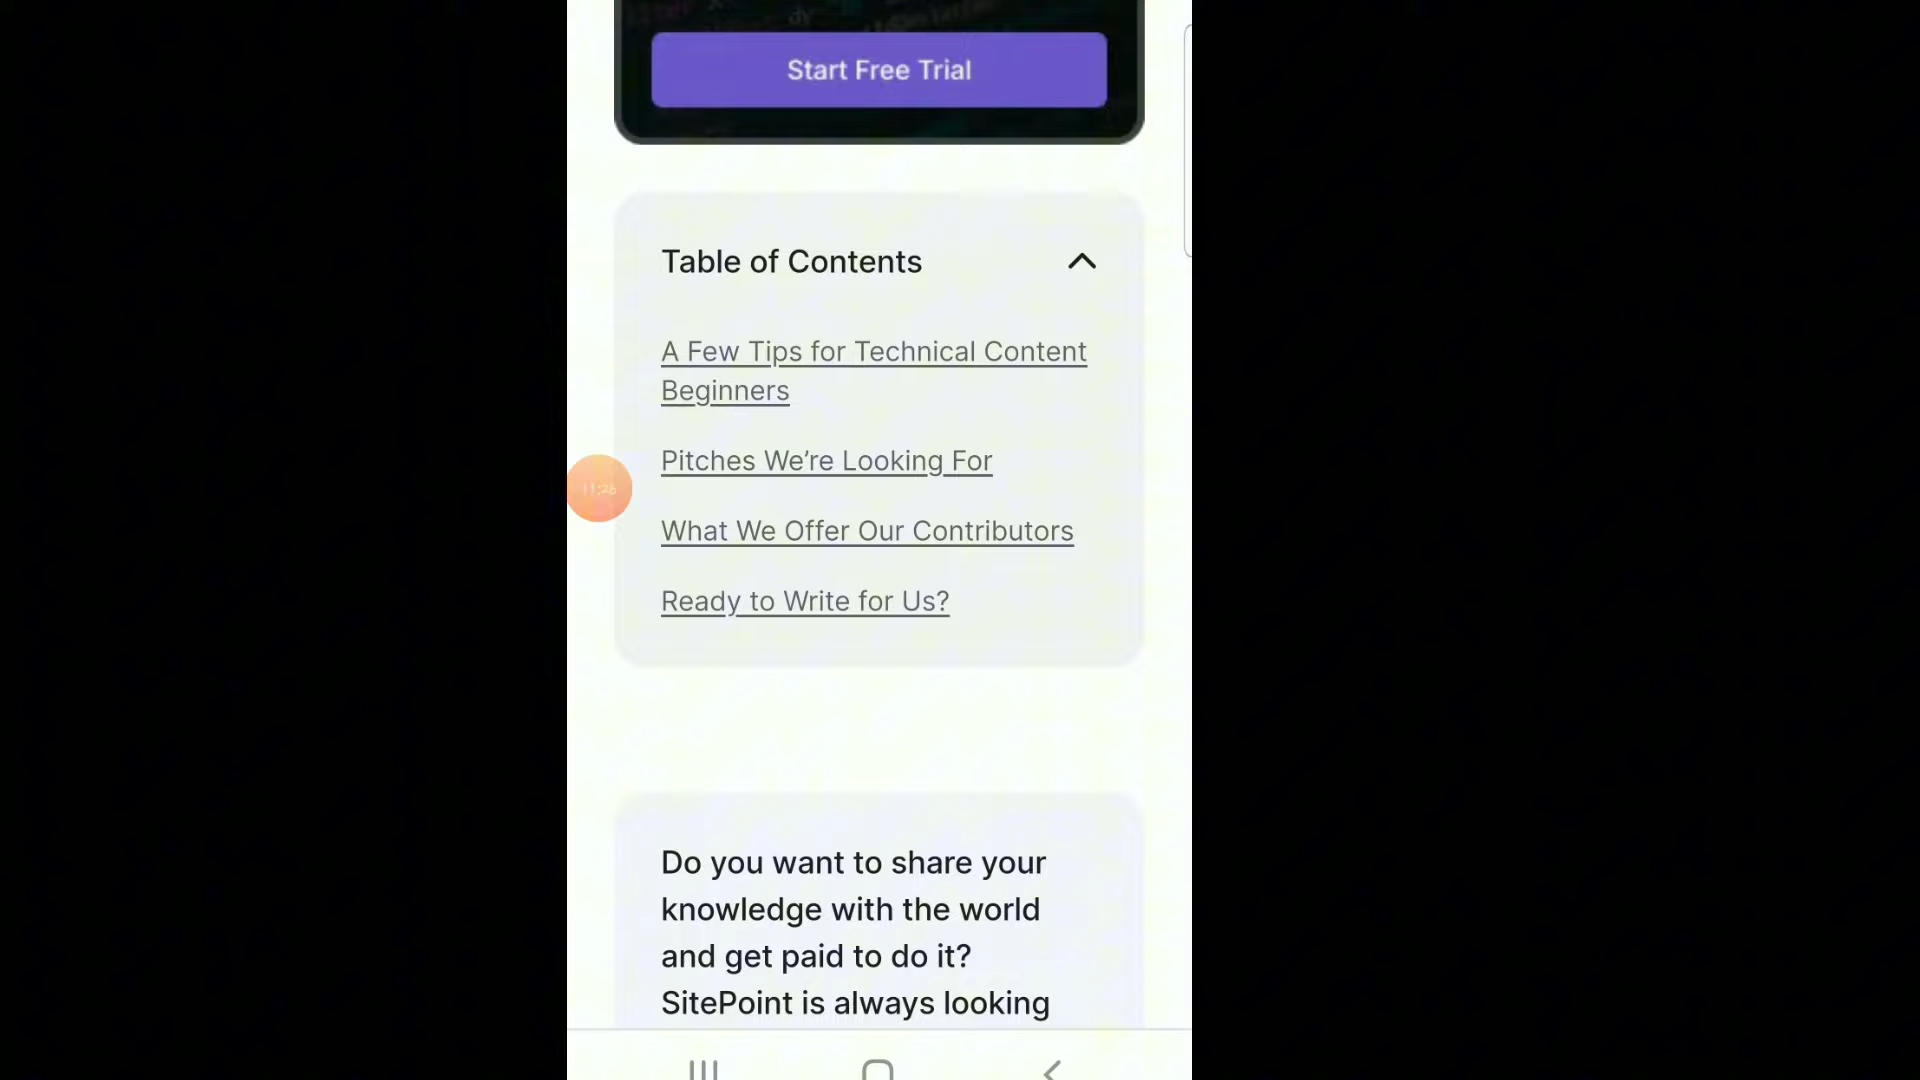 Start Free Trial
Table of Contents
A Few Tips for Technical Content
Beginners
Pitches We’re Looking For
11:26
What We Offer Our Contributors
Ready to Write for Us?
Do you want to share your
knowledge with the world
and get paid to do it?
SitePoint is always looking